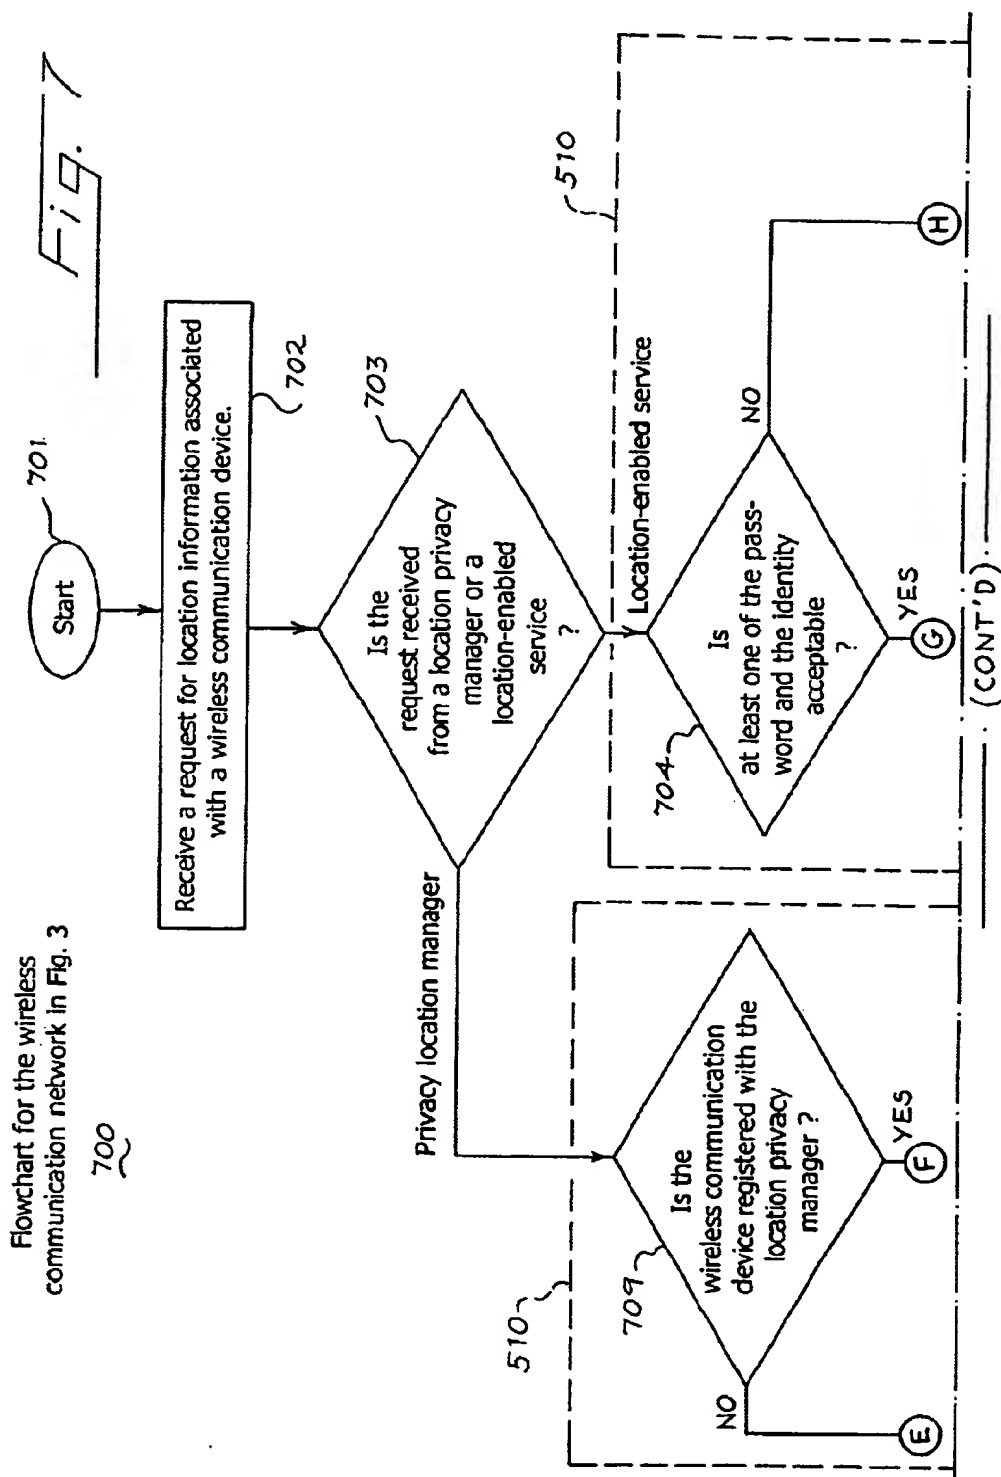 Flowchart for the wireless
communication network in Fig. 3
700
Fig. 7
Start
701
Receive a request for location information associated
with a wireless communication device.
702
Is the
request received
from a location privacy
manager or a
location-enabled
service
?
703
Privacy location manager
Location-enabled service
510
510
Is the
wireless communication
device registered with the
location privacy
manager ?
709
NO
E
YES
F
Is
at least one of the pass-
word and the identity
acceptable
?
704
NO
H
YES
G
(CONT'D).